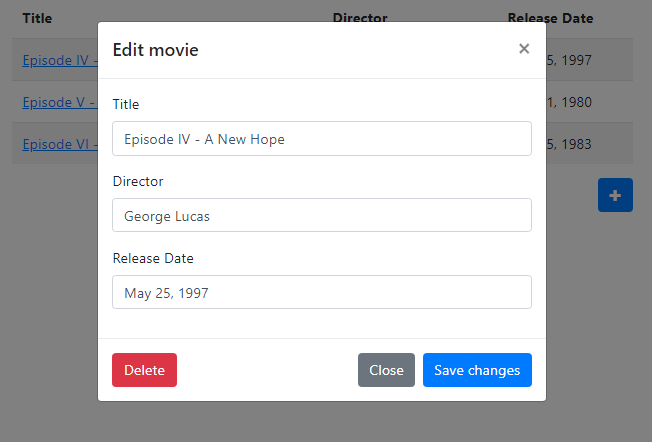 Title Director Release Date
Edit movie ×
Episode IV - 5, 1997
Title
Episode V - 1, 1980
Episode IV - A New Hope
Episode VI - 5, 1983
Director
+
George Lucas
Release Date
May 25, 1997
Delete Close Save changes